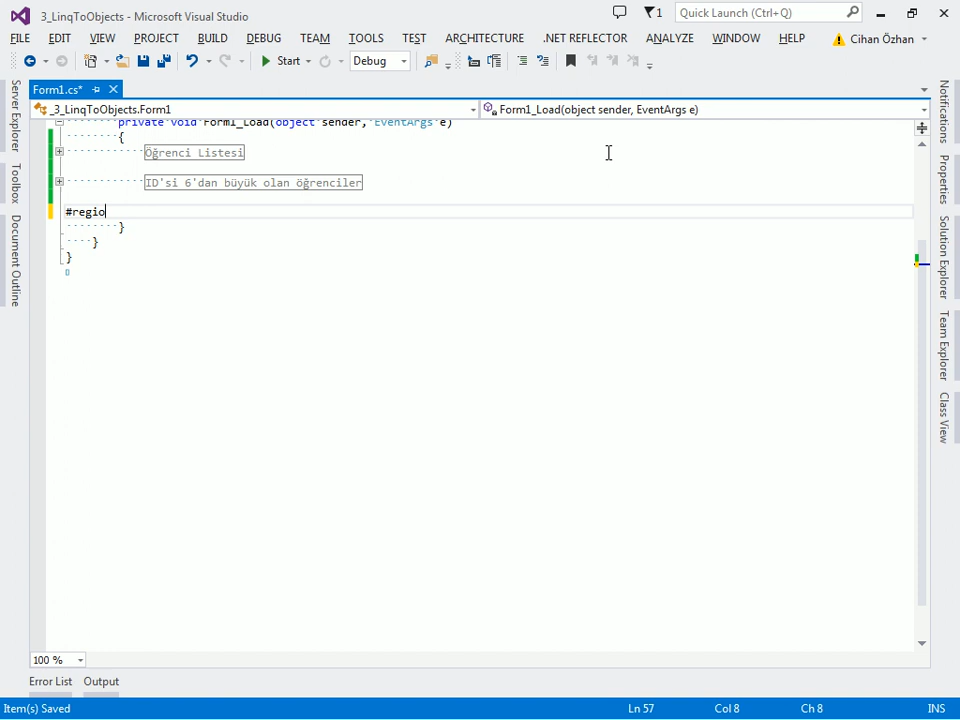 3_LinqToObjects - Microsoft Visual Studio
1
Quick Launch (Ctrl+Q)
FILE EDIT VIEW PROJECT BUILD DEBUG TEAM TOOLS TEST ARCHITECTURE .NET REFLECTOR ANALYZE WINDOW HELP
Cihan Özhan
Start
Debug
Form1.cs*
_3_LinqToObjects.Form1
Form1_Load(object sender, EventArgs e)
private void Form1_Load(object sender, EventArgs e)
{
Öğrenci Listesi
ID'si 6'dan büyük olan öğrenciler
#regio
}
}
}
Server Explorer
Toolbox
Document Outline
Notifications
Properties
Solution Explorer
Team Explorer
Class View
100 %
Error List
Output
Item(s) Saved
Ln 57
Col 8
Ch 8
INS